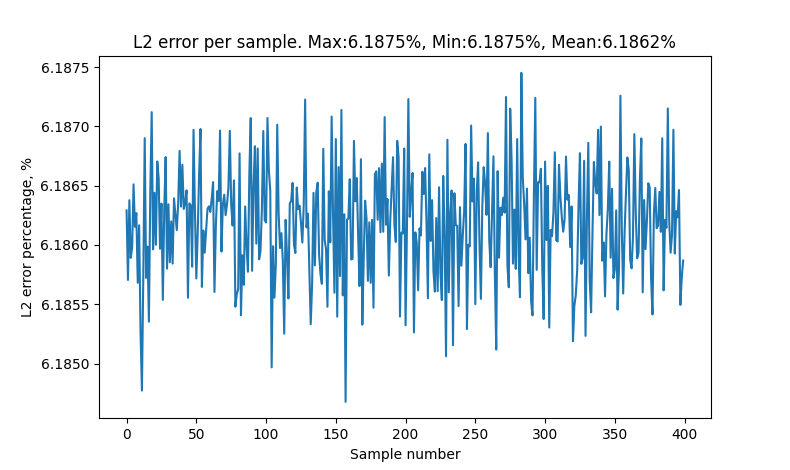 L2 error per sample. Max:6.1875%, Min:6.1875%, Mean:6.1862%
6.1875
6.1870
6.1865
6.1860
6.1855
6.1850
L2 error percentage, %
0 50 100 150 200 250 300 350 400
Sample number